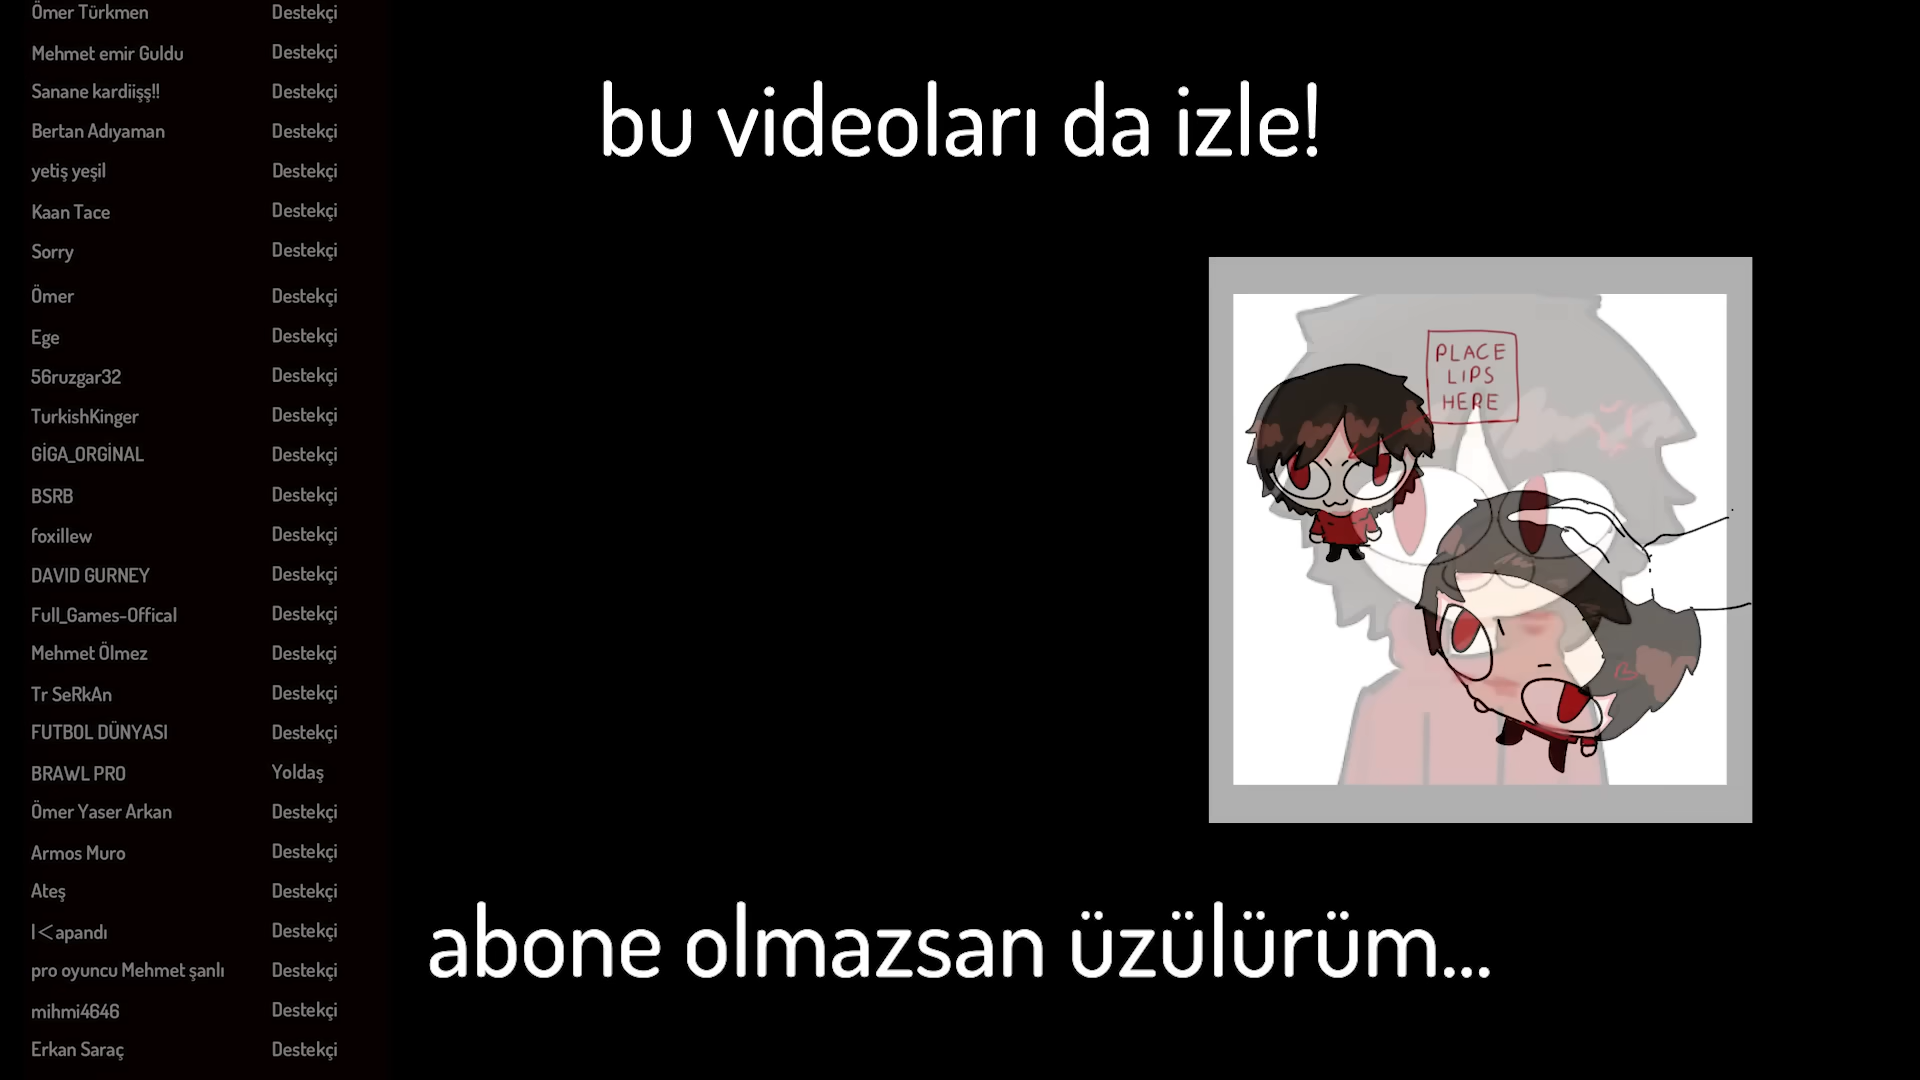 Ömer Türkmen Destekçi
Mehmet emir Guldu Destekçi
Sanane kardiişş!! Destekçi
Bertan Adıyaman Destekçi
yetiş yeşil Destekçi
Kaan Tace Destekçi
Sorry Destekçi
Ömer Destekçi
Ege Destekçi
56ruzgar32 Destekçi
TurkishKinger Destekçi
GİGA_ORGİNAL Destekçi
BSRB Destekçi
foxillew Destekçi
DAVID GURNEY Destekçi
Full_Games-Offical Destekçi
Mehmet Ölmez Destekçi
Tr SeRkAn Destekçi
FUTBOL DÜNYASI Destekçi
BRAWL PRO Yoldaş
Ömer Yaser Arkan Destekçi
Armos Muro Destekçi
Ateş Destekçi
l<apandı Destekçi
pro oyuncu Mehmet şanlı Destekçi
mihmi4646 Destekçi
Erkan Saraç Destekçi
bu videoları da izle!
PLACE
LIPS
HERE
abone olmazsan üzülürüm...